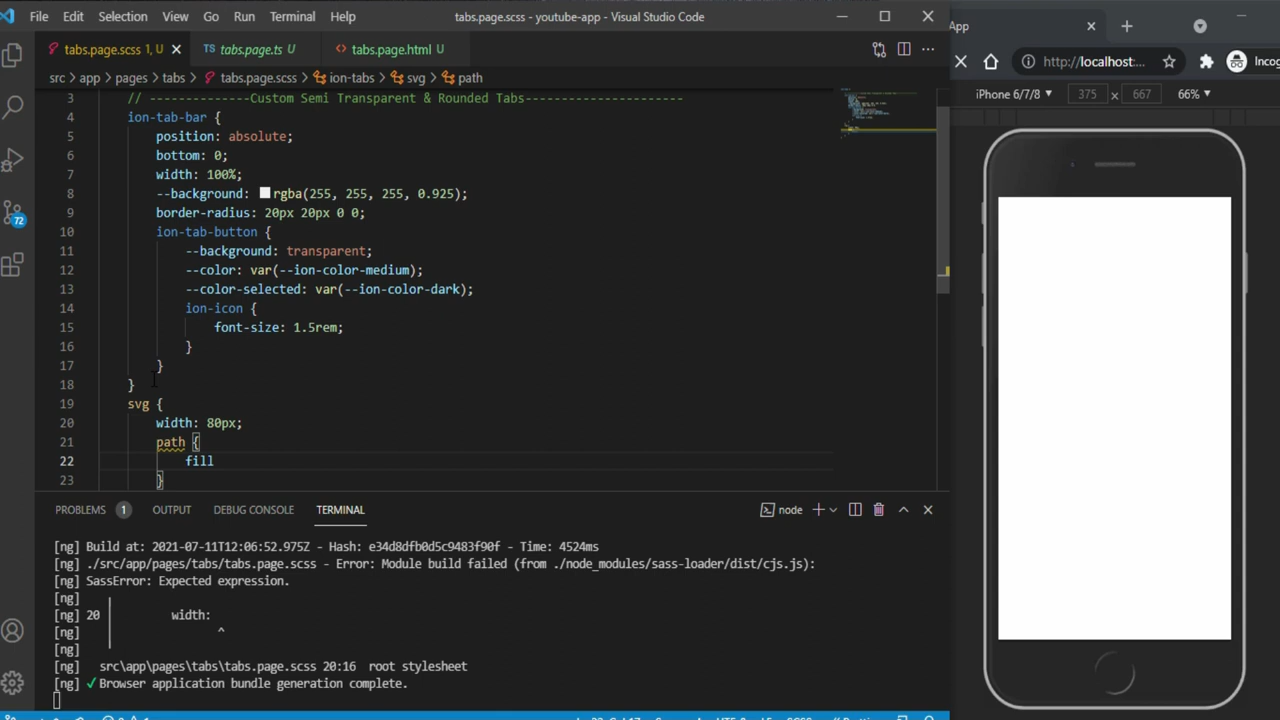 File Edit Selection View Go Run Terminal Help tabs.page.scss - youtube-app - Visual Studio Code
tabs.page.scss 1, U TS tabs.page.ts U <> tabs.page.html U
src > app > pages > tabs > tabs.page.scss > ion-tabs > svg > path
3 // --------------Custom Semi Transparent & Rounded Tabs----------------------
4 ion-tab-bar {
5 position: absolute;
6 bottom: 0;
7 width: 100%;
8 --background: rgba(255, 255, 255, 0.925);
9 border-radius: 20px 20px 0 0;
10 ion-tab-button {
11 --background: transparent;
12 --color: var(--ion-color-medium);
13 --color-selected: var(--ion-color-dark);
14 ion-icon {
15 font-size: 1.5rem;
16 }
17 }
18 }
19 svg {
20 width: 80px;
21 path {
22 fill
23 }
72
PROBLEMS 1 OUTPUT DEBUG CONSOLE TERMINAL node
[ng] Build at: 2021-07-11T12:06:52.975Z - Hash: e34d8dfb0d5c9483f90f - Time: 4524ms
[ng] ./src/app/pages/tabs/tabs.page.scss - Error: Module build failed (from ./node_modules/sass-loader/dist/cjs.js):
[ng] SassError: Expected expression.
[ng]
[ng] 20 | width:
[ng] | ^
[ng]
[ng] src\app\pages\tabs\tabs.page.scss 20:16 root stylesheet
[ng] √ Browser application bundle generation complete.
App
http://localhost:... Incog
iPhone 6/7/8 375 x 667 66%